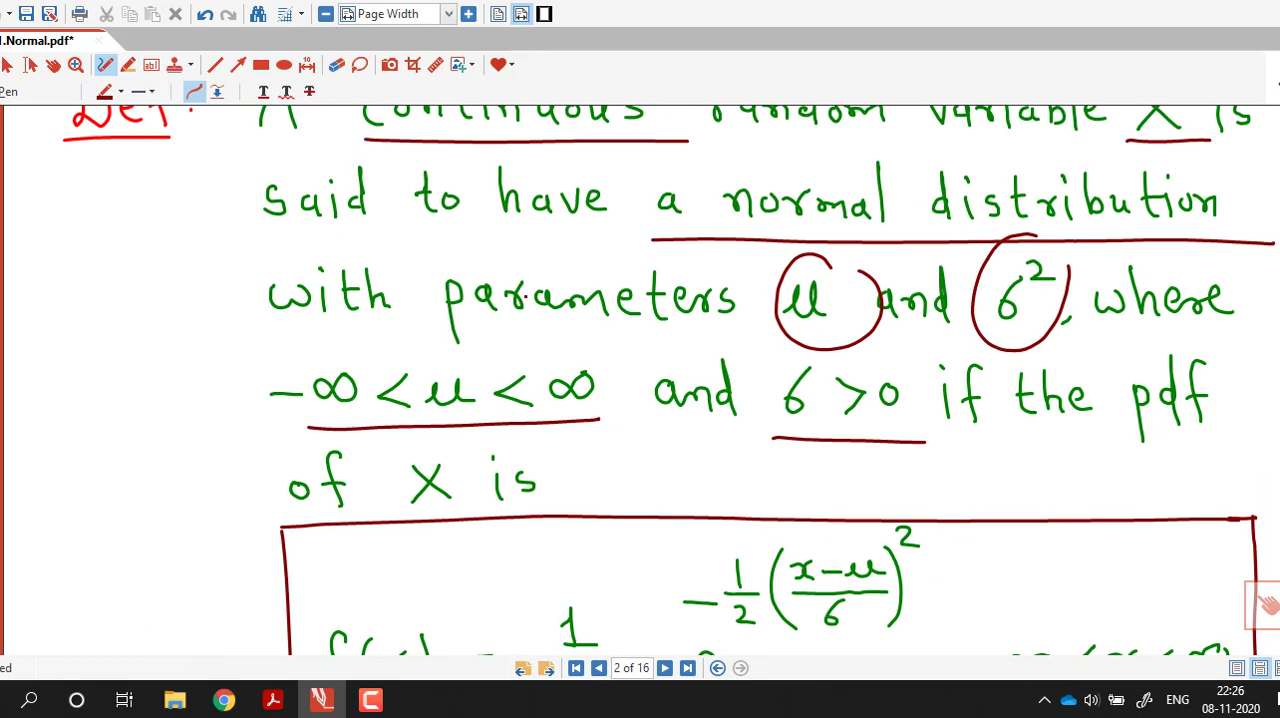 Page Width
1.Normal.pdf*
Pen
Def: A continuous random variable X is
said to have a normal distribution
with parameters μ and σ², where
-∞ < μ < ∞ and σ > 0 if the pdf
of X is
-1/2 (x-μ/σ)²
1
2 of 16
ENG
22:26
08-11-2020